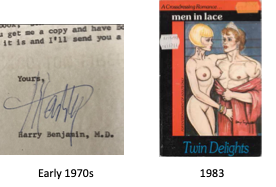 you get me a copy and have
it is and I'll send you a
Yours,
Harry Benjamin, M.D.
Early 1970s
A Crossdressing Romance
men in lace
Twin Delights
1983